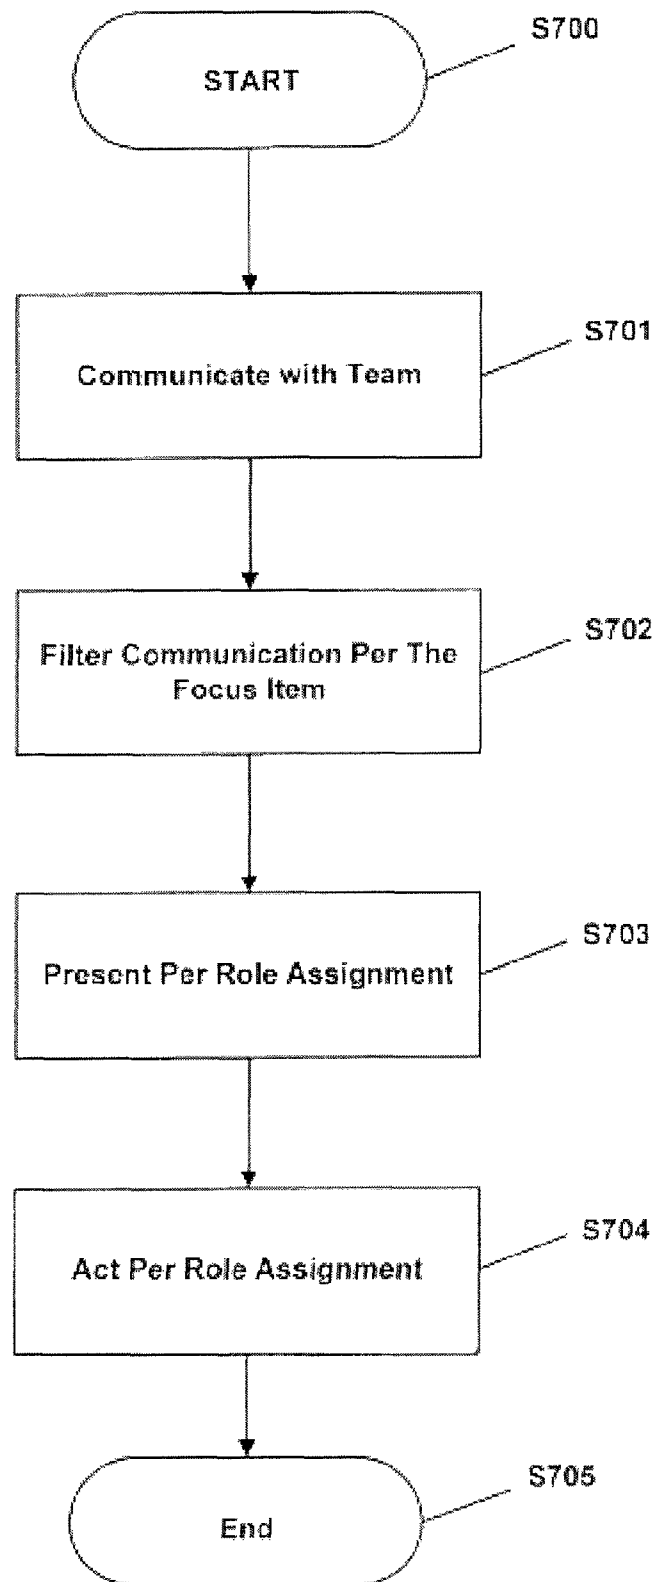 START
S700
Communicate with Team
S701
Filter Communication Per The
Focus Item
S702
Present Per Role Assignment
S703
Act Per Role Assignment
S704
End
S705